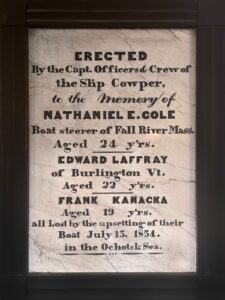 ERECTED
By the Capt. Officers & Crew of
the Ship Cowper,
to the Memory of
NATHANIEL E. COLE
Boat steerer of Fall River Mass.
Aged 24 y'rs.
EDWARD LAFFRAY
of Burlington Vt.
Aged 22 y'rs.
FRANK KANACKA
Aged 19 y'rs.
all Lost by the upsetting of their
Boat July 15, 1854.
in the Ochotsk Sea.